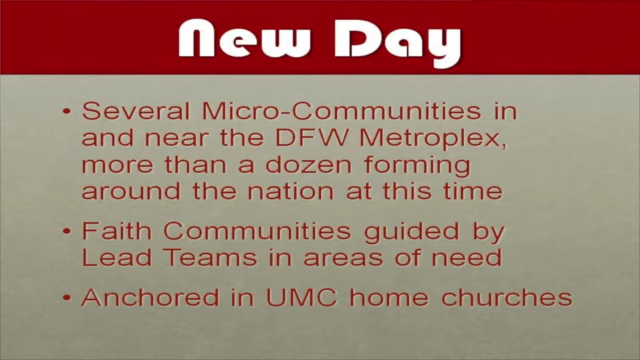 New Day
• Several Micro-Communities in
and near the DFW Metroplex,
more than a dozen forming
around the nation at this time
• Faith Communities guided by
Lead Teams in areas of need
• Anchored in UMC home churches